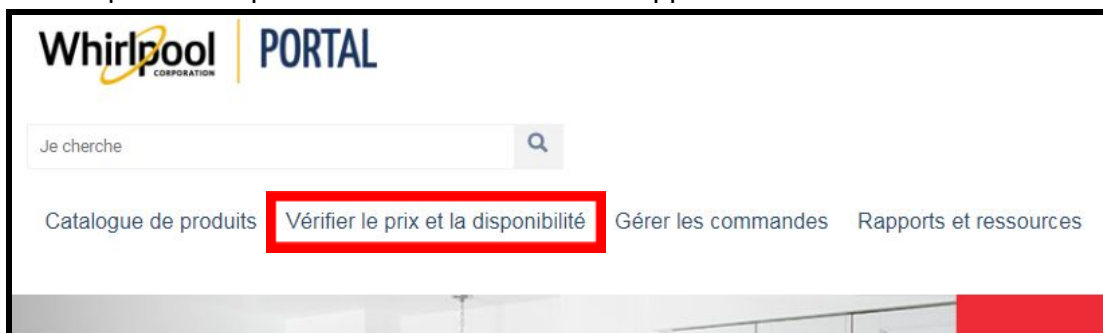 Whirlpool
CORPORATION
PORTAL
Je cherche
Catalogue de produits Vérifier le prix et la disponibilité Gérer les commandes Rapports et ressources